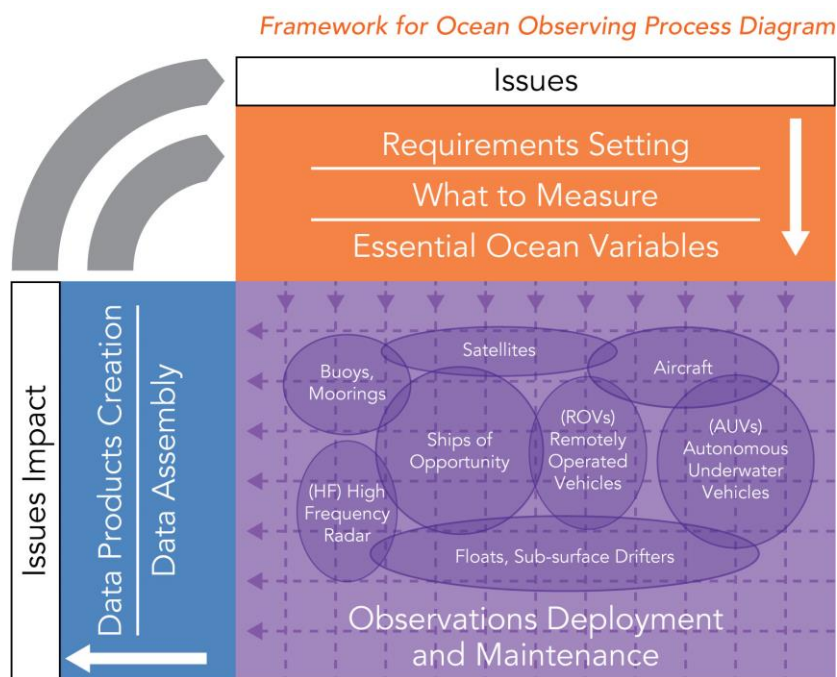 Framework for Ocean Observing Process Diagram
Issues
Requirements Setting
What to Measure
Essential Ocean Variables
Issues Impact
Data Products Creation
Data Assembly
Satellites
Aircraft
Buoys,
Moorings
Ships of
Opportunity
(ROVs)
Remotely
Operated
Vehicles
(AUVs)
Autonomous
Underwater
Vehicles
(HF) High
Frequency
Radar
Floats, Sub-surface Drifters
Observations Deployment
and Maintenance